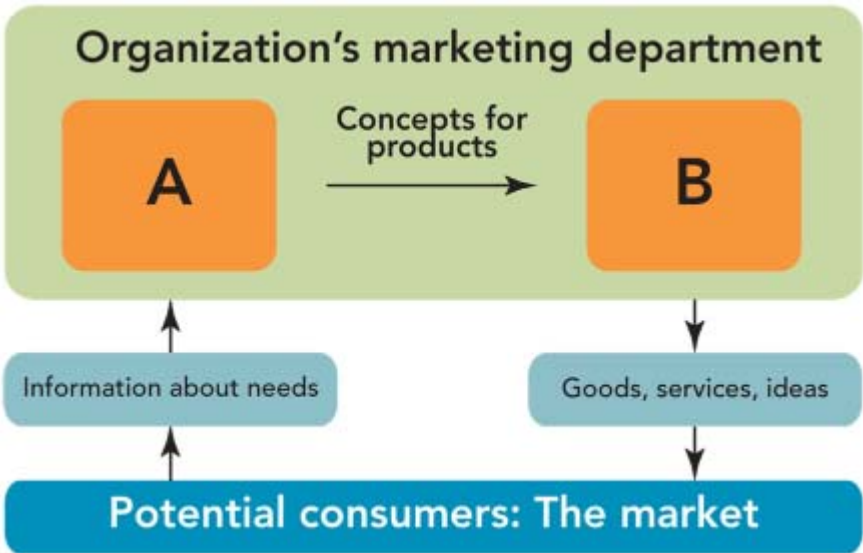 Organization's marketing department
A
Concepts for
products
B
Information about needs
Goods, services, ideas
Potential consumers: The market